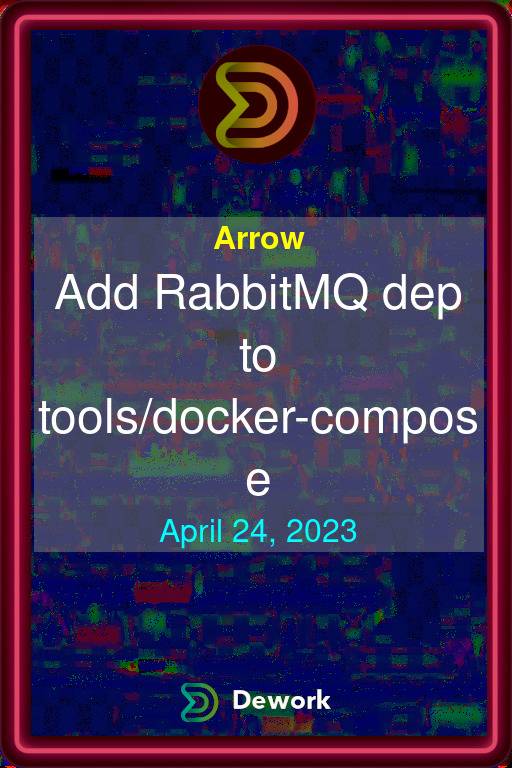 Arrow
Add RabbitMQ dep
to
tools/docker-compos
e
April 24, 2023
Dework